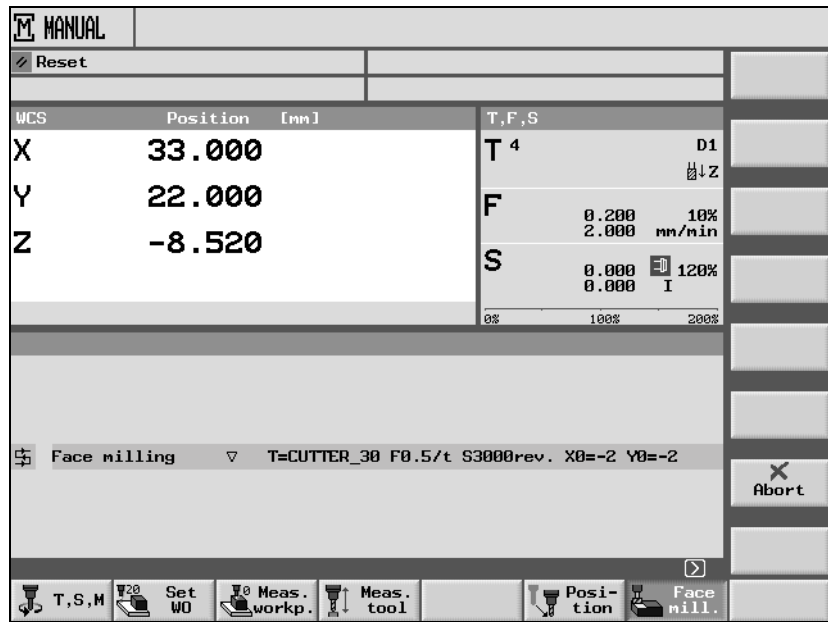 M MANUAL
Reset
WCS Position [mm]
X 33.000
Y 22.000
Z -8.520
T,F,S
T 4 D1
Z
F 0.200 10%
2.000 mm/min
S 0.000 120%
0.000 I
0% 100% 200%
Face milling ▽ T=CUTTER_30 F0.5/t S3000rev. X0=-2 Y0=-2
Abort
T,S,M
20 Set WO
0 Meas. workp.
Meas. tool
Posi-
tion
Face
mill.